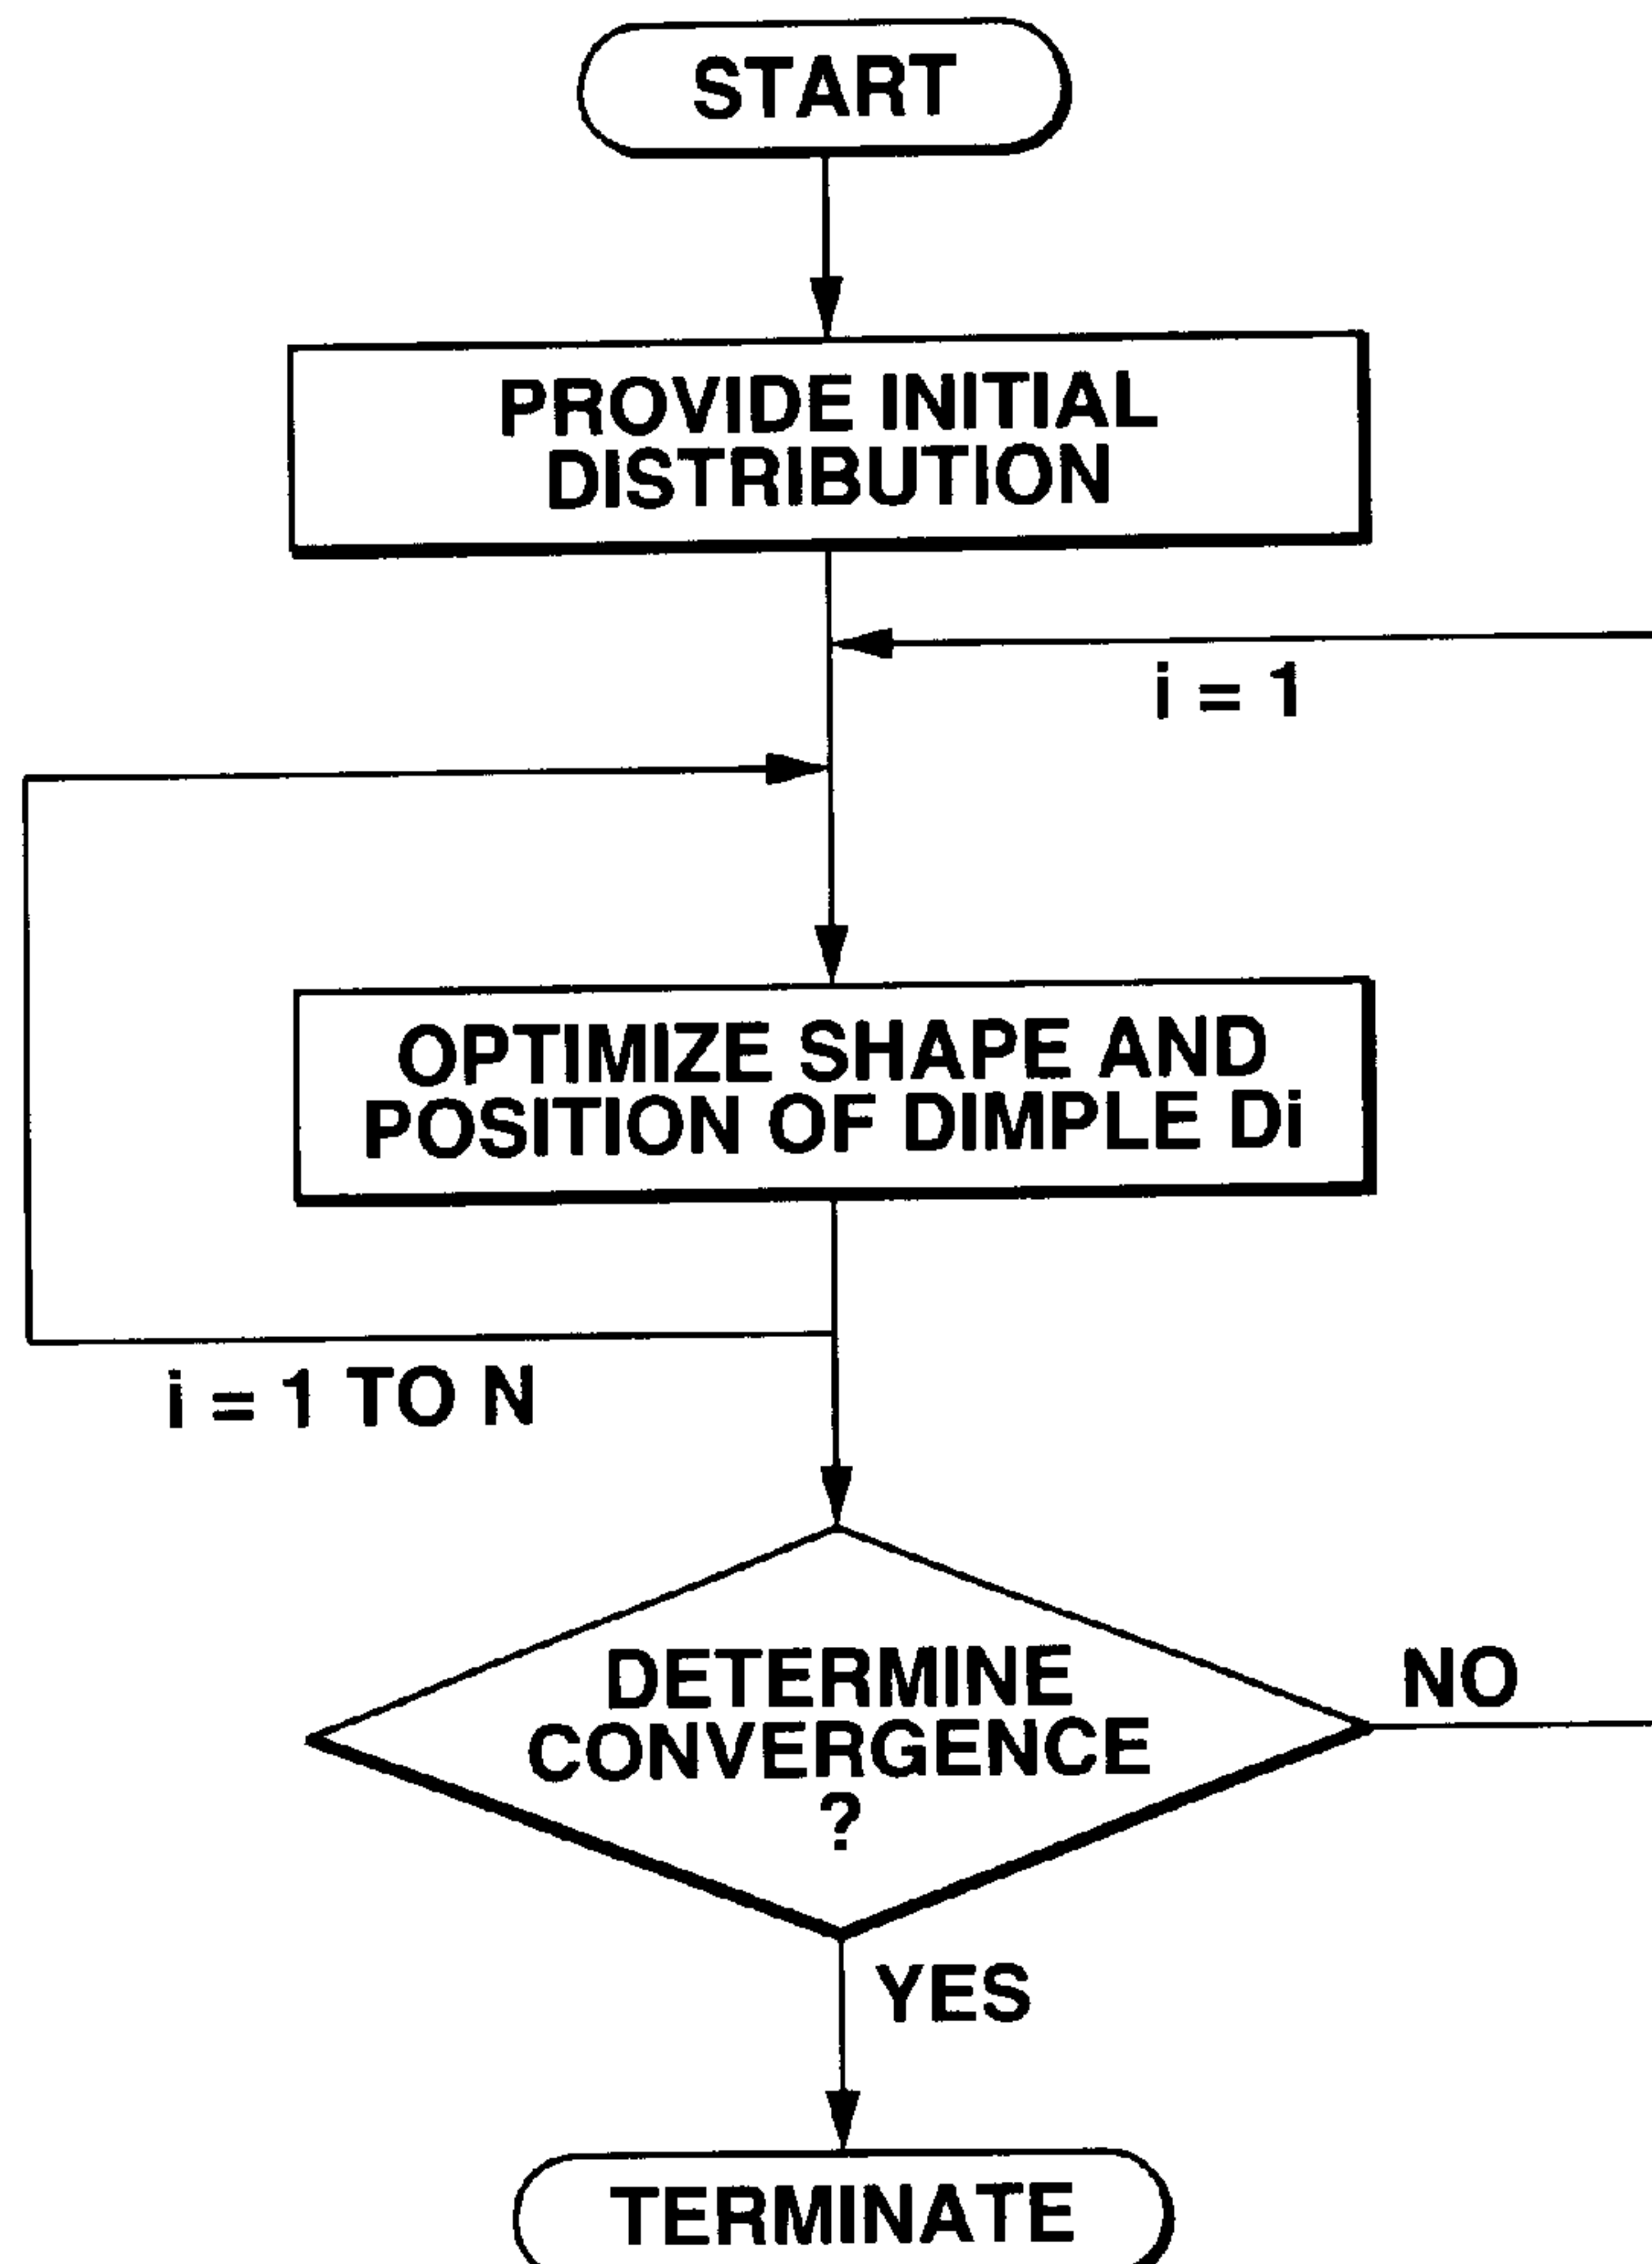 START
PROVIDE INITIAL
DISTRIBUTION
i = 1
OPTIMIZE SHAPE AND
POSITION OF DIMPLE Di
i = 1 TO N
DETERMINE
CONVERGENCE
?
NO
YES
TERMINATE